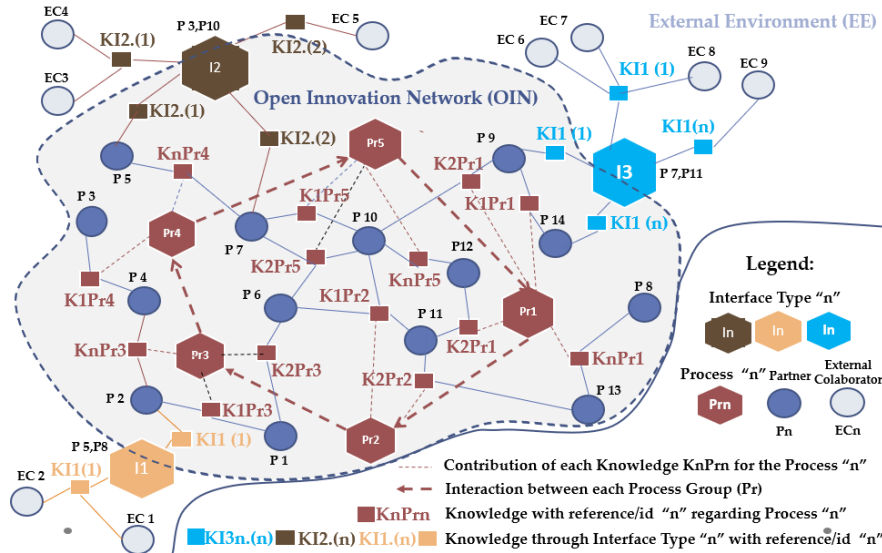 EC4
P 3,P10
KI2.(1)
I2
KI2.(2)
EC 5
EC 7
External Environment (EE)
EC 6
EC 8
EC3
KI2.(1)
Open Innovation Network (OIN)
KI1 (1)
EC 9
KI2.(2)
Pr5
P 9
KI1 (1)
KI1(n)
KnPr4
P 5
K2Pr1
I3
P 7,P11
P 3
K1Pr5
K1Pr1
KI1 (n)
Pr4
P 7
P 10
P 14
K2Pr5
P12
KnPr5
K1Pr4
P 4
P 6
K1Pr2
Pr1
P 8
P 11
K2Pr1
KnPr3
Pr3
K2Pr3
KnPr1
K2Pr2
P 2
K1Pr3
P 13
P 5,P8
KI1 (1)
P 1
Pr2
KI1(1)
I1
EC 2
EC 1
Legend:
Interface Type “n”
In
In
In
Process “n”
Partner
External
Colaborator
Prn
Pn
ECn
Contribution of each Knowledge KnPrn for the Process “n”
Interaction between each Process Group (Pr)
KnPrn Knowledge with reference/id “n” regarding Process “n”
KI3n.(n) KI2.(n) KI1.(n) Knowledge through Interface Type “n” with reference/id “n”